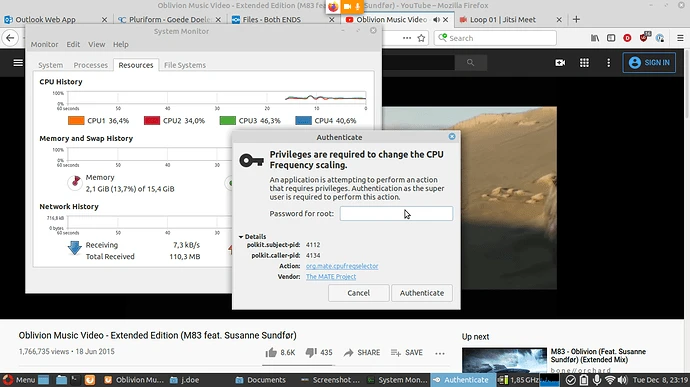 Oblivion Music Video - Extended Edition (M83 feat. Susanne Sundfør) - YouTube — Mozilla Firefox
Outlook Web App
Pluriform - Goede Doele
Files - Both ENDS
Oblivion Music Video
Loop 01 | Jitsi Meet
System Monitor
Monitor Edit View Help
System Processes Resources File Systems
Search
SIGN IN
CPU History
100%
0%
60 seconds 50 40 30 20 10 0
CPU1 36,4% CPU2 34,0% CPU3 46,3% CPU4 40,6%
Memory and Swap History
100%
0%
60 seconds
Memory
2,1 GiB (13,7%) of 15,4 GiB
Network History
716,8 kB
0 bytes
60 seconds 50
Receiving 7,3 kB/s
Total Received 110,3 MB
Authenticate
Privileges are required to change the CPU
Frequency scaling.
An application is attempting to perform an action
that requires privileges. Authentication as the super
user is required to perform this action.
Password for root:
Details
polkit.subject-pid: 4112
polkit.caller-pid: 4134
Action: org.mate.cpufreqselector
Vendor: The MATE Project
Cancel Authenticate
Oblivion Music Video - Extended Edition (M83 feat. Susanne Sundfør)
1,766,735 views • 18 Jun 2015
8.6K 435 SHARE SAVE
Up next
M83 - Oblivion (Feat. Susanne
Sundfør) (Extended Mix)
bone/orchard
Menu Oblivion Mu... j.doe Documents Screenshot ... System Mon... Authenticate 1,85 GHz Tue Dec 8, 23:19